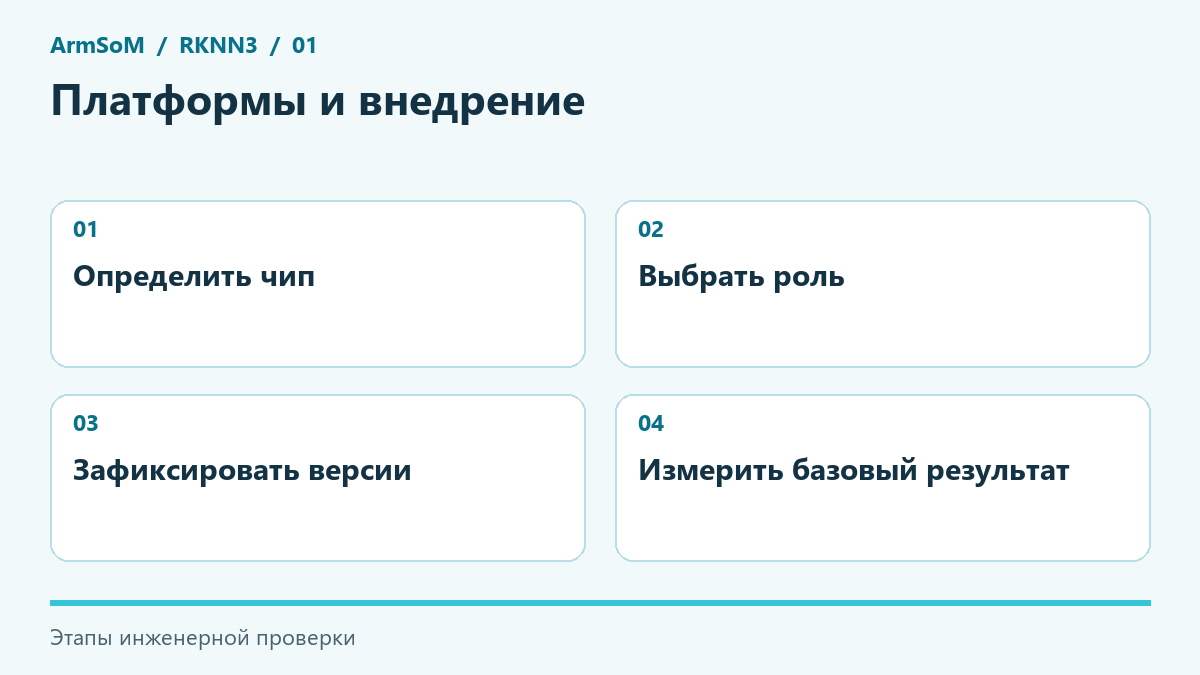 ArmSoM / RKNN3 / 01
Платформы и внедрение
01
Определить чип
02
Выбрать роль
03
Зафиксировать версии
04
Измерить базовый результат
Этапы инженерной проверки